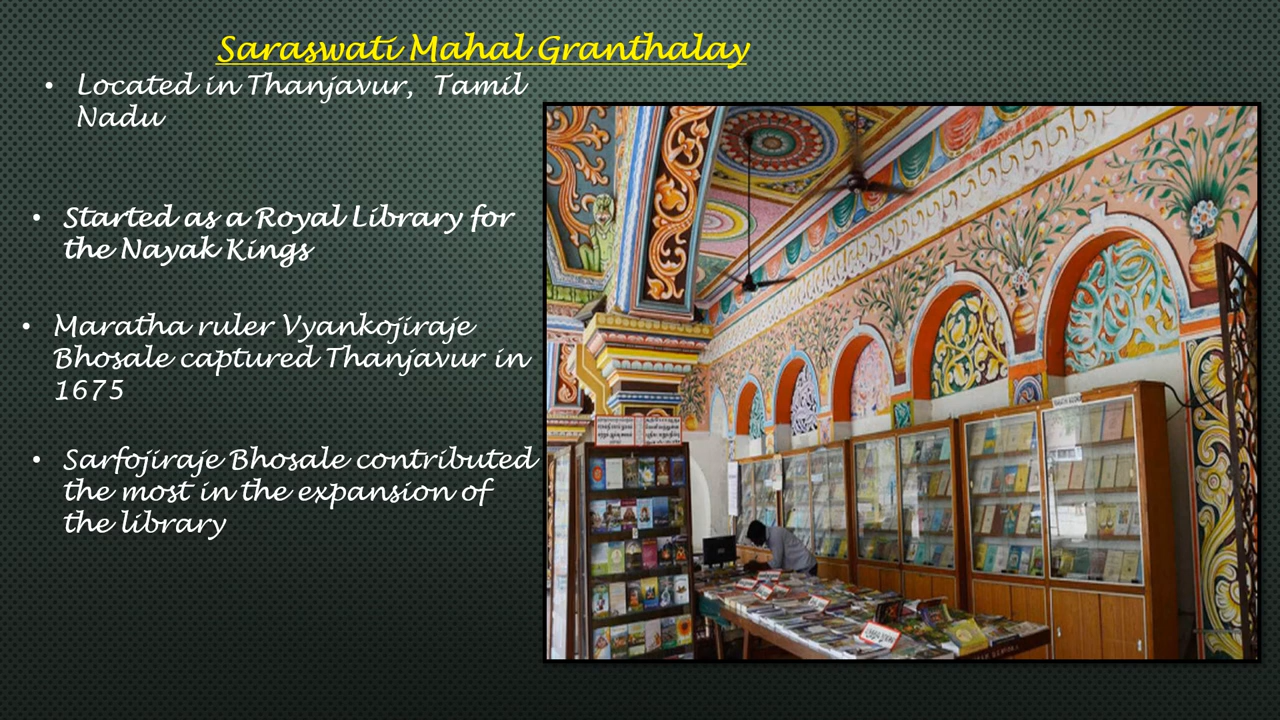 Saraswati Mahal Granthalay
• Located in Thanjavur, Tamil
Nadu
• Started as a Royal Library for
the Nayak Kings
• Maratha ruler Vyankojiraje
Bhosale captured Thanjavur in
1675
• Sarfojiraje Bhosale contributed
the most in the expansion of
the library